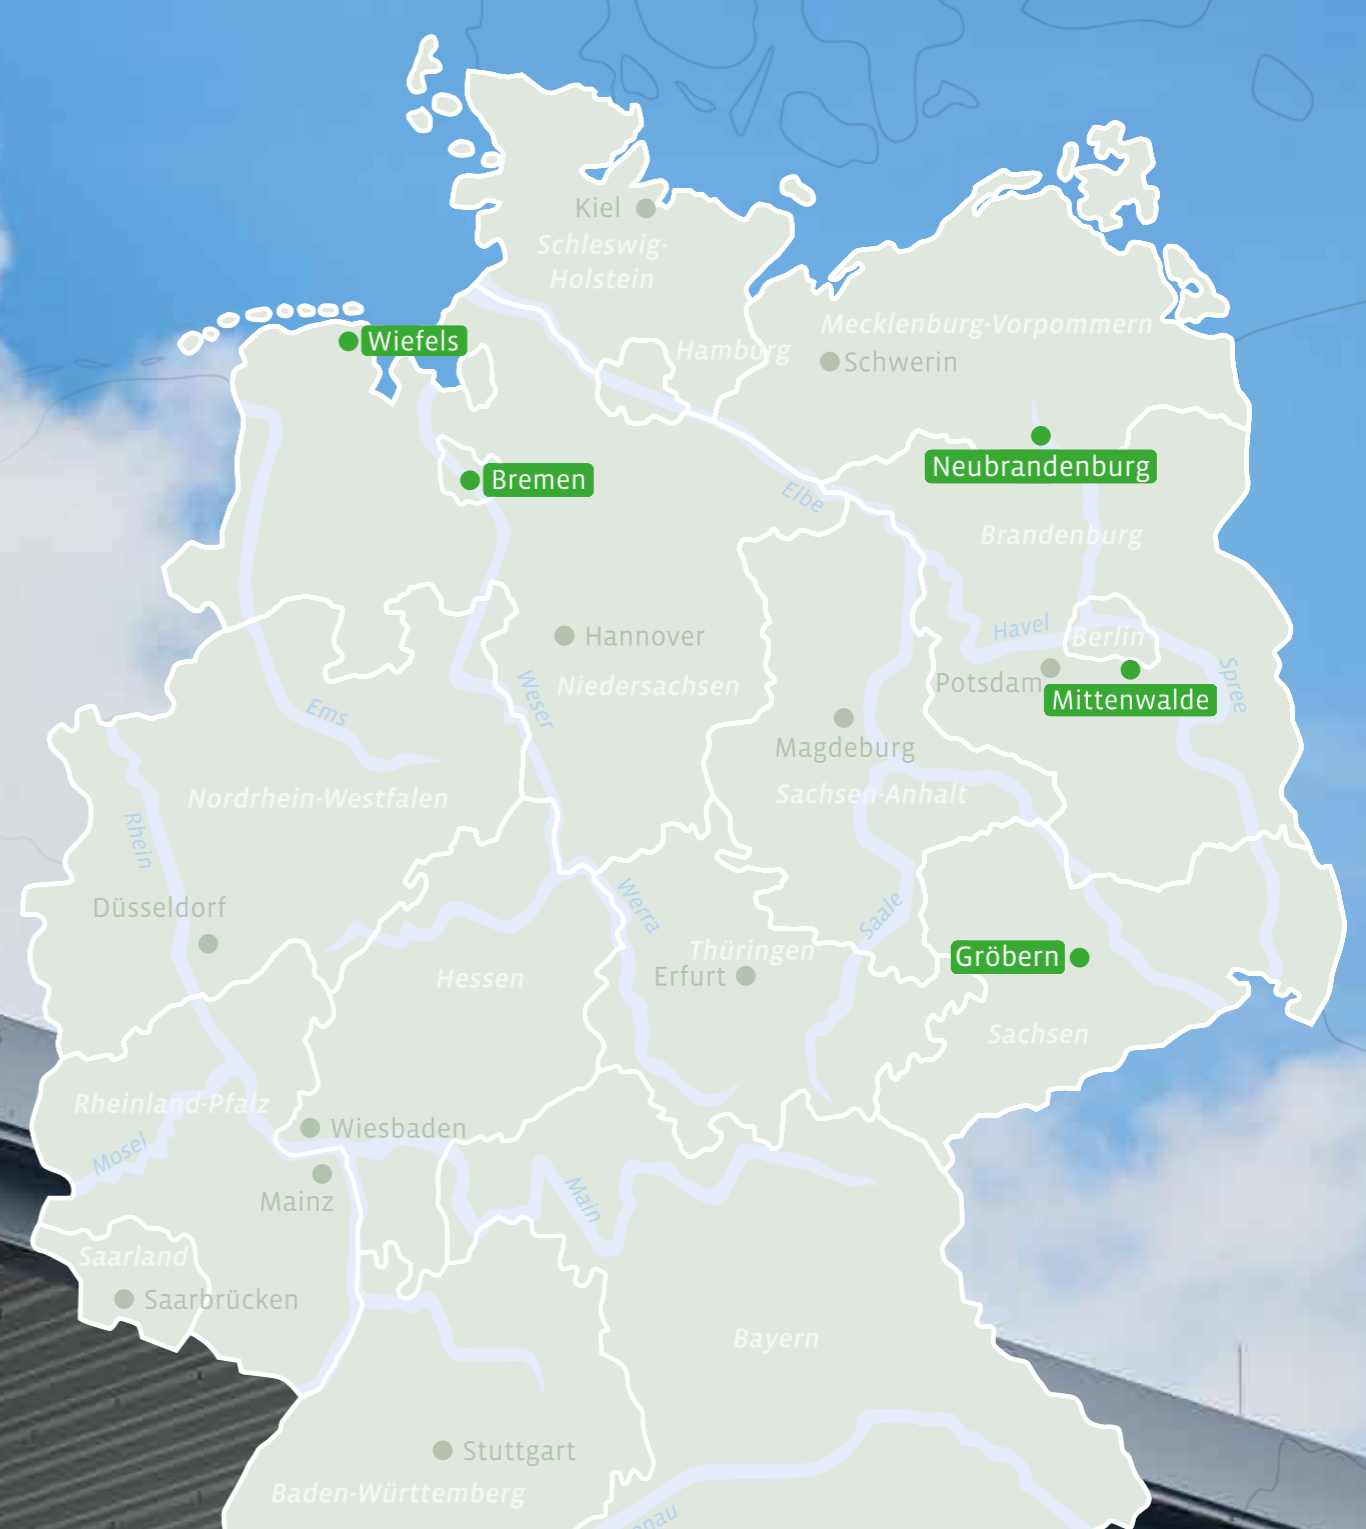 Kiel
Schleswig-
Holstein
Mecklenburg-Vorpommern
Wiefels
Hamburg
Schwerin
Neubrandenburg
Bremen
Elbe
Brandenburg
Hannover
Havel
Berlin
Niedersachsen
Weser
Potsdam
Mittenwalde
Spree
Ems
Magdeburg
Sachsen-Anhalt
Nordrhein-Westfalen
Rhein
Düsseldorf
Werra
Saale
Thüringen
Gröbern
Hessen
Erfurt
Sachsen
Rheinland-Pfalz
Wiesbaden
Mosel
Mainz
Main
Saarland
Saarbrücken
Bayern
Stuttgart
Baden-Württemberg